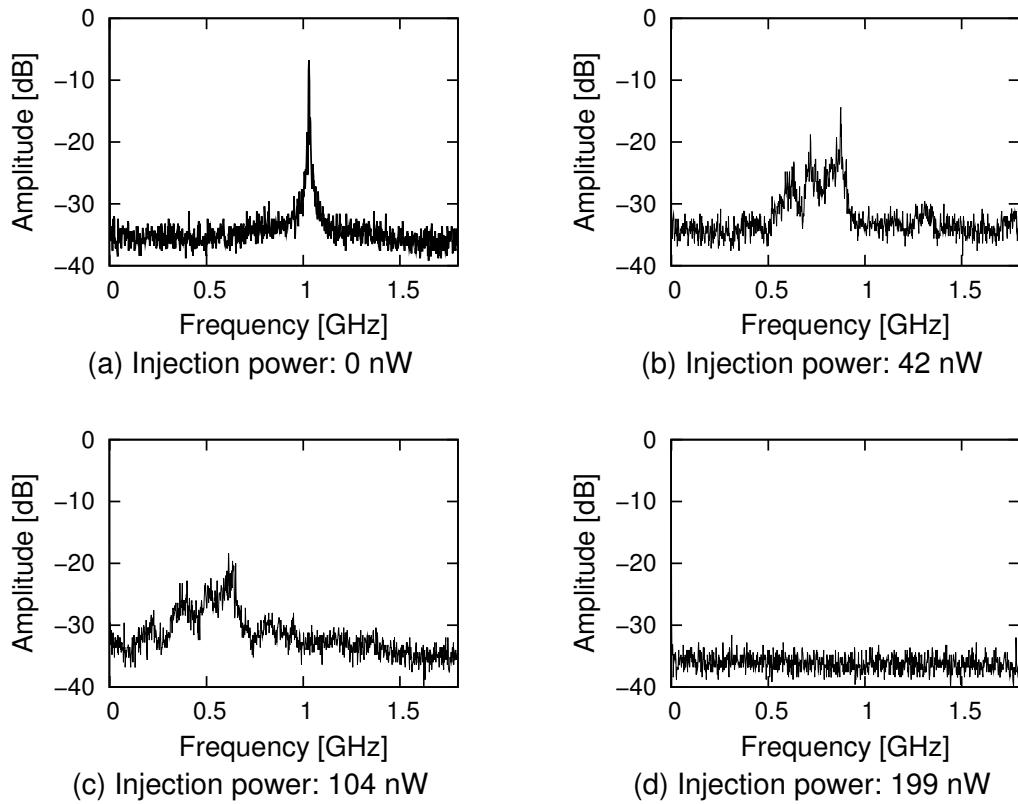 0
−10
−20
−30
−40
Amplitude [dB]
0 0.5 1 1.5
Frequency [GHz]
(a) Injection power: 0 nW
0
−10
−20
−30
−40
Amplitude [dB]
0 0.5 1 1.5
Frequency [GHz]
(b) Injection power: 42 nW
0
−10
−20
−30
−40
Amplitude [dB]
0 0.5 1 1.5
Frequency [GHz]
(c) Injection power: 104 nW
0
−10
−20
−30
−40
Amplitude [dB]
0 0.5 1 1.5
Frequency [GHz]
(d) Injection power: 199 nW